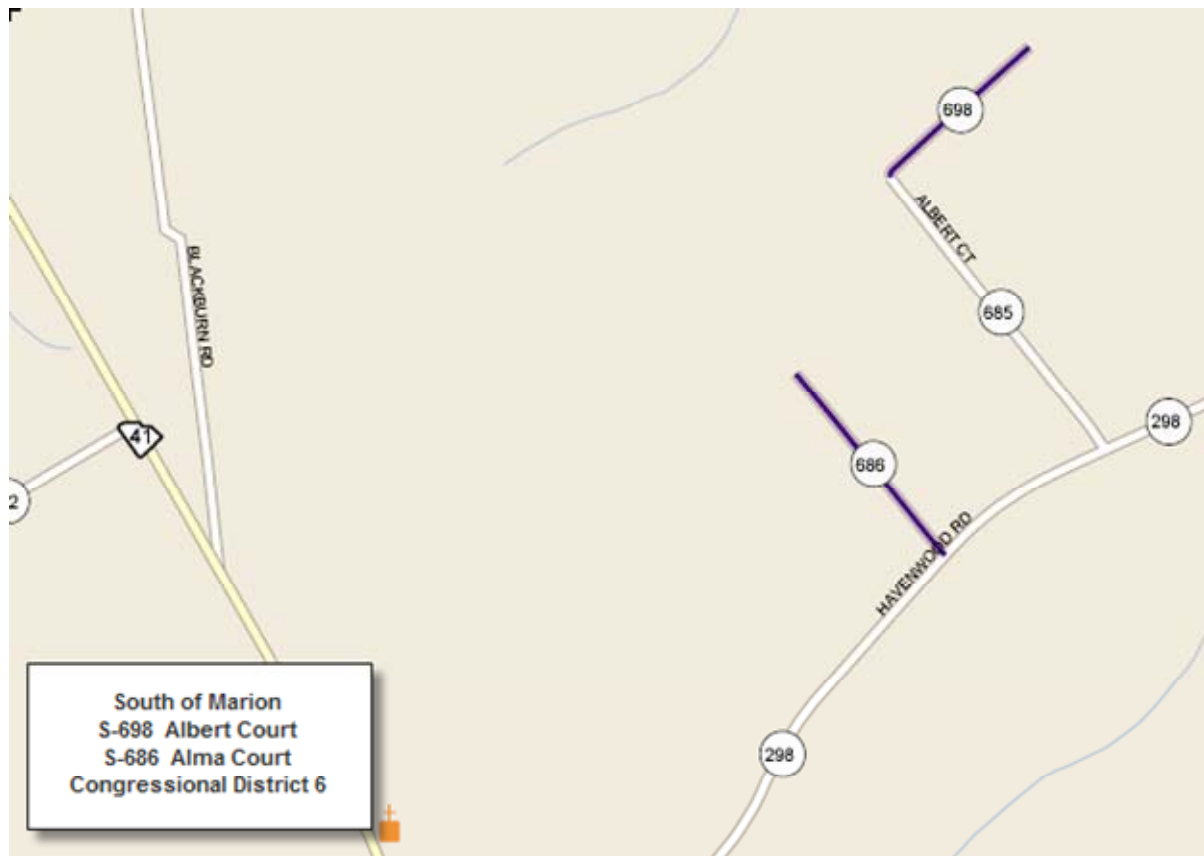 698
ALBERT CT
685
BLACKBURN RD
298
41
686
2
HAVENWOOD RD
298
South of Marion
S-698 Albert Court
S-686 Alma Court
Congressional District 6